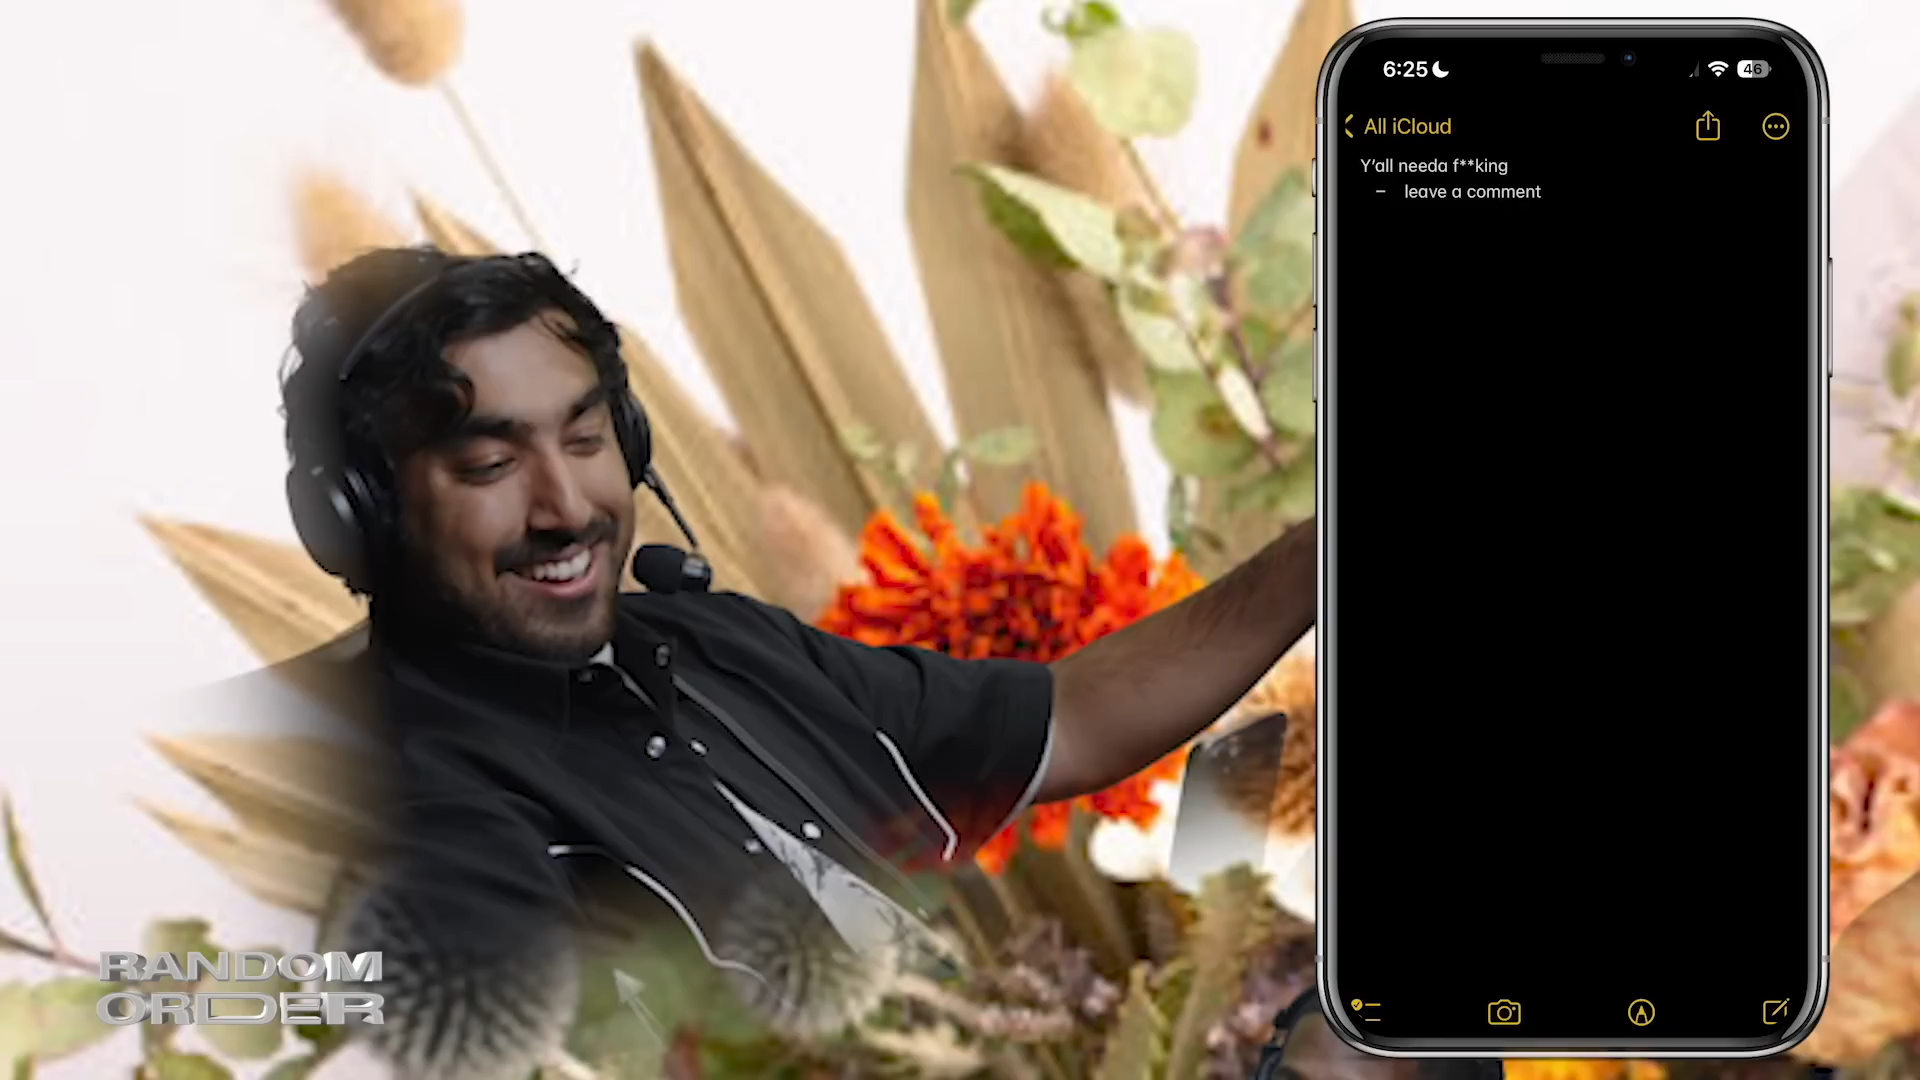 6:25
46
All iCloud
Y'all needa f**king
– leave a comment
RANDOM
ORDER